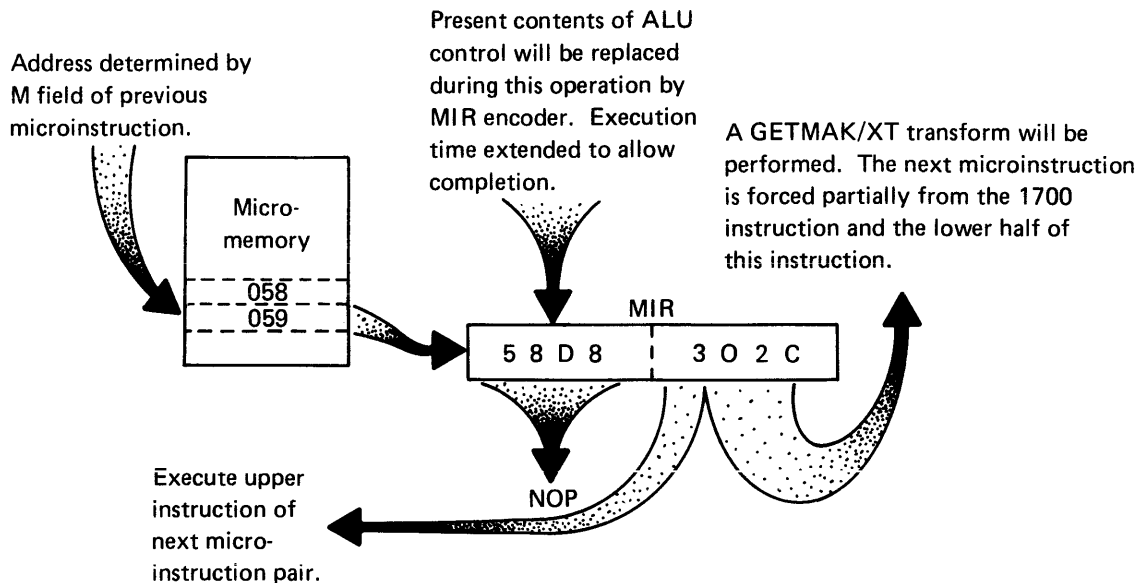 Address determined by
M field of previous
microinstruction.
Present contents of ALU
control will be replaced
during this operation by
MIR encoder. Execution
time extended to allow
completion.
A GETMAK/XT transform will be
performed. The next microinstruction
is forced partially from the 1700
instruction and the lower half of
this instruction.
Micro-
memory
058
059
MIR
5 8 D 8 3 0 2 C
NOP
Execute upper
instruction of
next micro-
instruction pair.